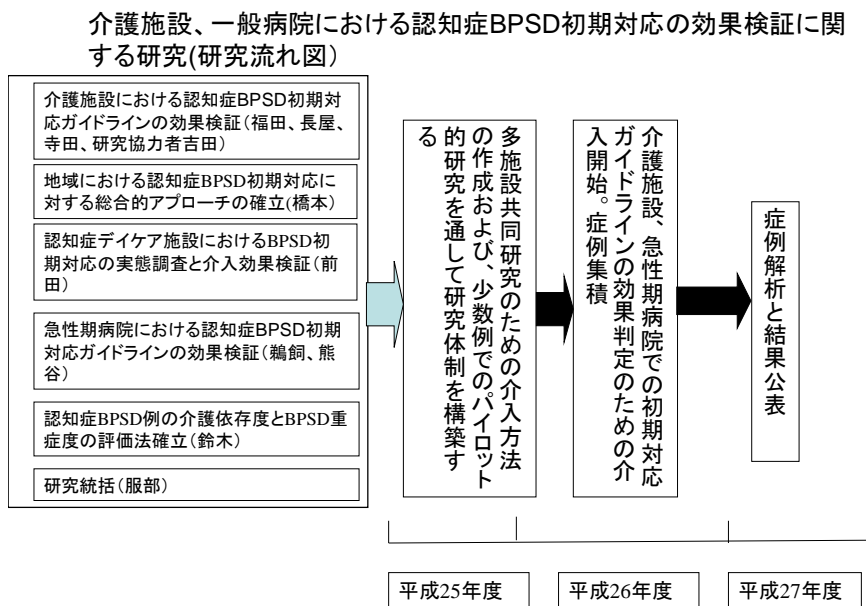 介護施設、一般病院における認知症BPSD初期対応の効果検証に関
する研究(研究流れ図)
介護施設における認知症BPSD初期対
応ガイドラインの効果検証(福田、長屋、
寺田、研究協力者吉田)
地域における認知症BPSD初期対応に
対する総合的アプローチの確立(橋本)
認知症デイケア施設におけるBPSD初
期対応の実態調査と介入効果検証(前
田)
急性期病院における認知症BPSD初期
対応ガイドラインの効果検証(鵜飼、熊
谷)
認知症BPSD例の介護依存度とBPSD重
症度の評価法確立(鈴木)
研究統括(服部)
多施設共同研究のための介入方法
の作成および、少数例でのパイロット
的研究を通して研究体制を構築す
る
介護施設、急性期病院での初期対応
ガイドラインの効果判定のための介
入開始。症例集積
症例解析と結果公表
平成25年度
平成26年度
平成27年度